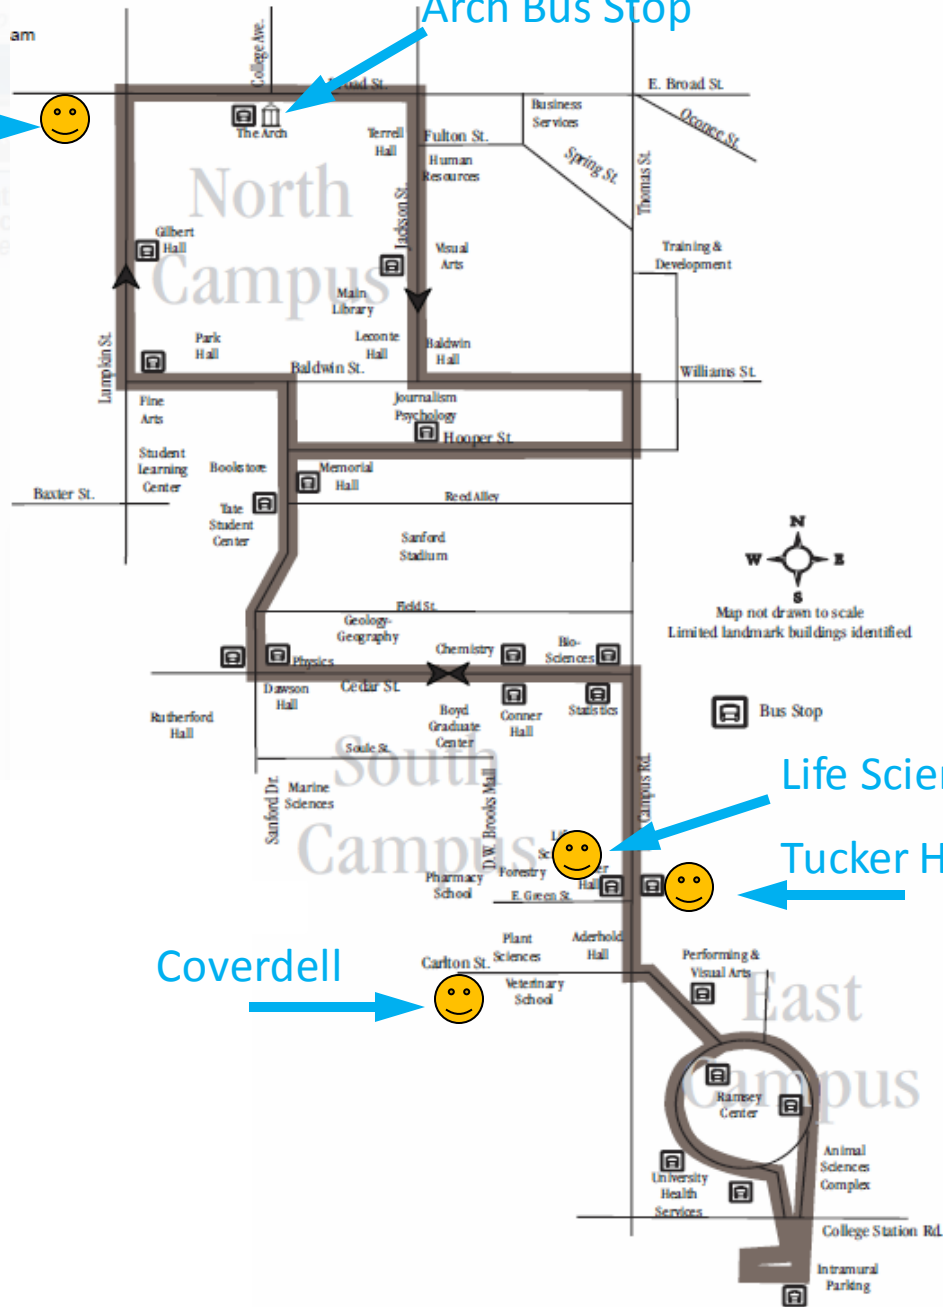 Arch Bus Stop
am
College Ave.
Broad St.
E. Broad St.
Oconee St.
Business
Services
The Arch
Terrell
Hall
Fulton St.
Human
Resources
Spring St.
Thomas St.
North
Campus
Jackson St.
Gilbert
Hall
Visual
Arts
Training &
Development
Main
Library
Lumpkin St.
Park
Hall
Leconte
Hall
Baldwin
Hall
Baldwin St.
Williams St.
Fine
Arts
Journalism
Psychology
Hooper St.
Student
Learning
Center
Bookstore
Memorial
Hall
Baxter St.
Reed Alley
Tate
Student
Center
Sanford
Stadium
N
W E
S
Map not drawn to scale
Limited landmark buildings identified
Field St.
Geology-
Geography
Chemistry
Bio-
Sciences
Physics
Cedar St.
Dawson
Hall
Rutherford
Hall
Boyd
Graduate
Center
Conner
Hall
Statistics
Bus Stop
Soule St.
South
Campus
Sanford Dr.
Marine
Sciences
D.W. Brooks Mall
Campus Rd.
Life Scien
Tucker H
Pharmacy
School
Forestry
Hall
E. Green St.
Coverdell
Carlton St.
Plant
Sciences
Aderhold
Hall
Veterinary
School
Performing &
Visual Arts
East
Campus
Ramsey
Center
Animal
Sciences
Complex
University
Health
Services
College Station Rd.
Intramural
Parking